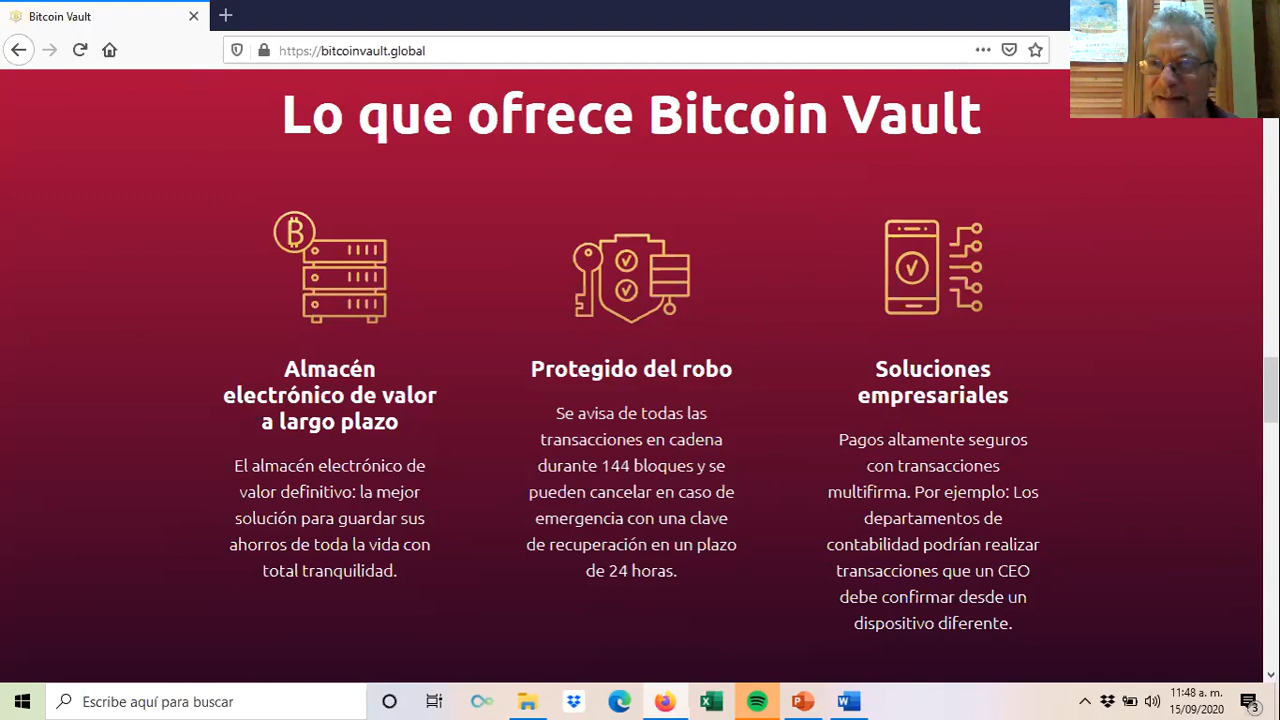 Bitcoin Vault
https://bitcoinvault.global
Lo que ofrece Bitcoin Vault
Almacén
electrónico de valor
a largo plazo
El almacén electrónico de
valor definitivo: la mejor
solución para guardar sus
ahorros de toda la vida con
total tranquilidad.
Protegido del robo
Se avisa de todas las
transacciones en cadena
durante 144 bloques y se
pueden cancelar en caso de
emergencia con una clave
de recuperación en un plazo
de 24 horas.
Soluciones
empresariales
Pagos altamente seguros
con transacciones
multifirma. Por ejemplo: Los
departamentos de
contabilidad podrían realizar
transacciones que un CEO
debe confirmar desde un
dispositivo diferente.
Escribe aquí para buscar
11:48 a. m.
15/09/2020
3